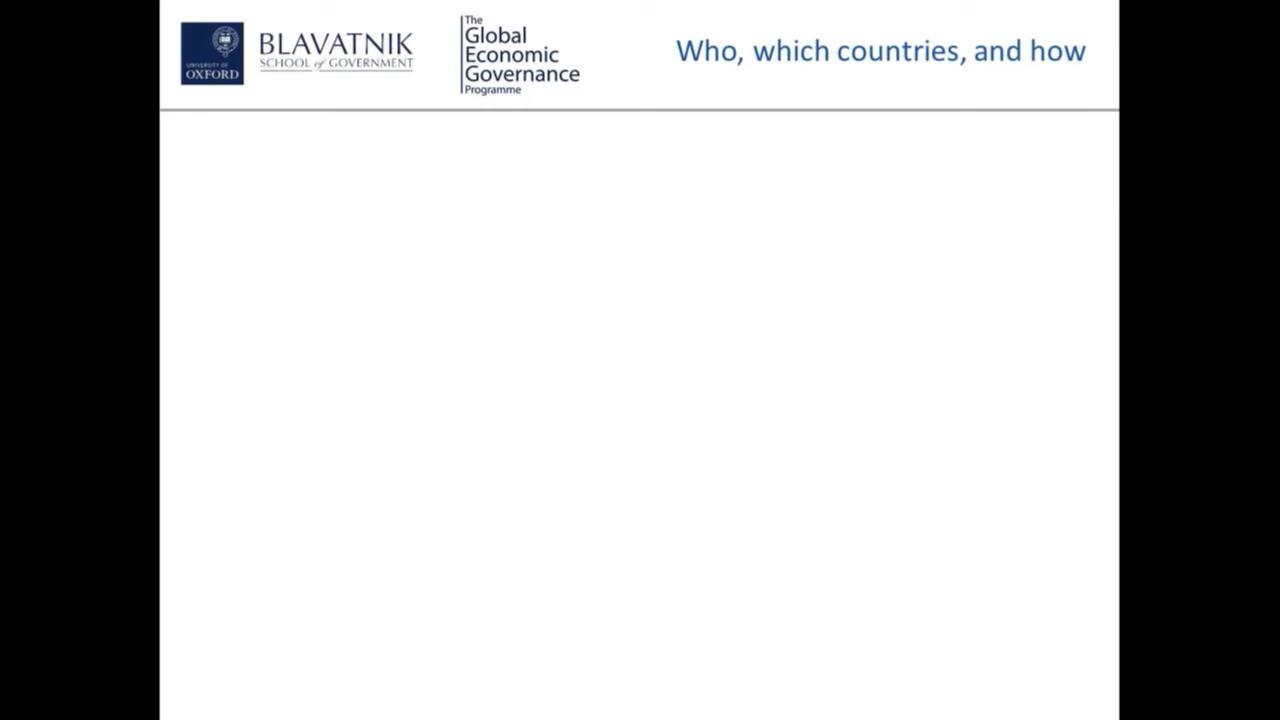 UNIVERSITY OF
OXFORD
BLAVATNIK
SCHOOL of GOVERNMENT
The
Global
Economic
Governance
Programme
Who, which countries, and how